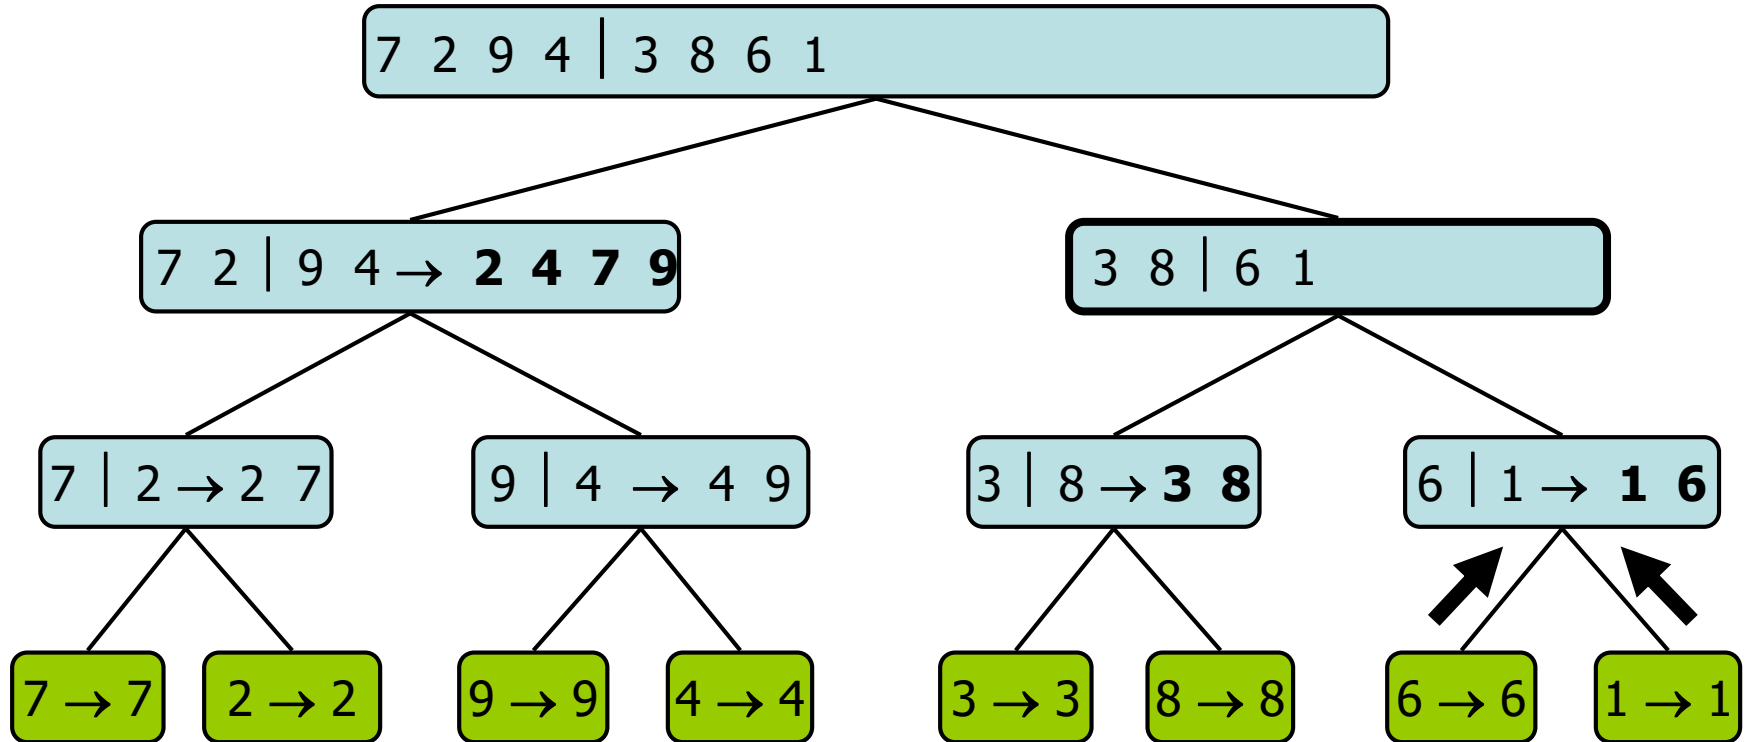 7 2 9 4 | 3 8 6 1
7 2 | 9 4 → 2 4 7 9
3 8 | 6 1
7 | 2 → 2 7
9 | 4 → 4 9
3 | 8 → 3 8
6 | 1 → 1 6
7 → 7
2 → 2
9 → 9
4 → 4
3 → 3
8 → 8
6 → 6
1 → 1